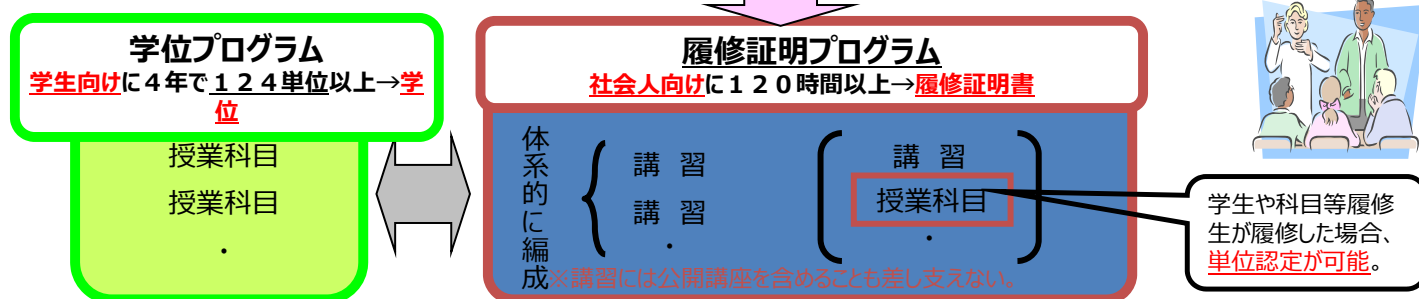 学位プログラム
学生向けに４年で１２４単位以上→学
位
授業科目
授業科目
・
履修証明プログラム
社会人向けに１２０時間以上→履修証明書
体系的に編成
講 習
講 習
・
講 習
授業科目
・
※講習には公開講座を含めることも差し支えない。
学生や科目等履修
生が履修した場合、
単位認定が可能。